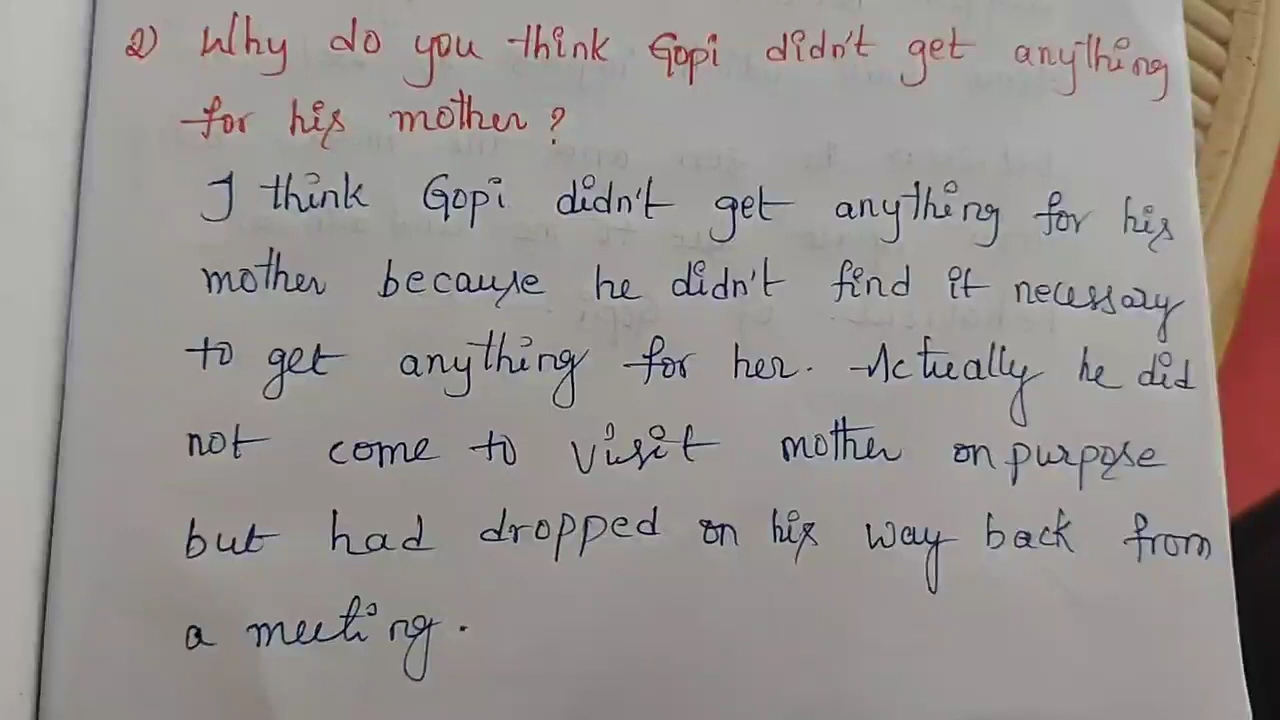 2) Why do you think Gopi didn't get anything
for his mother?
I think Gopi didn't get anything for his
mother because he didn't find it necessary
to get anything for her. Actually he did
not come to visit mother on purpose
but had dropped on his way back from
a meeting.